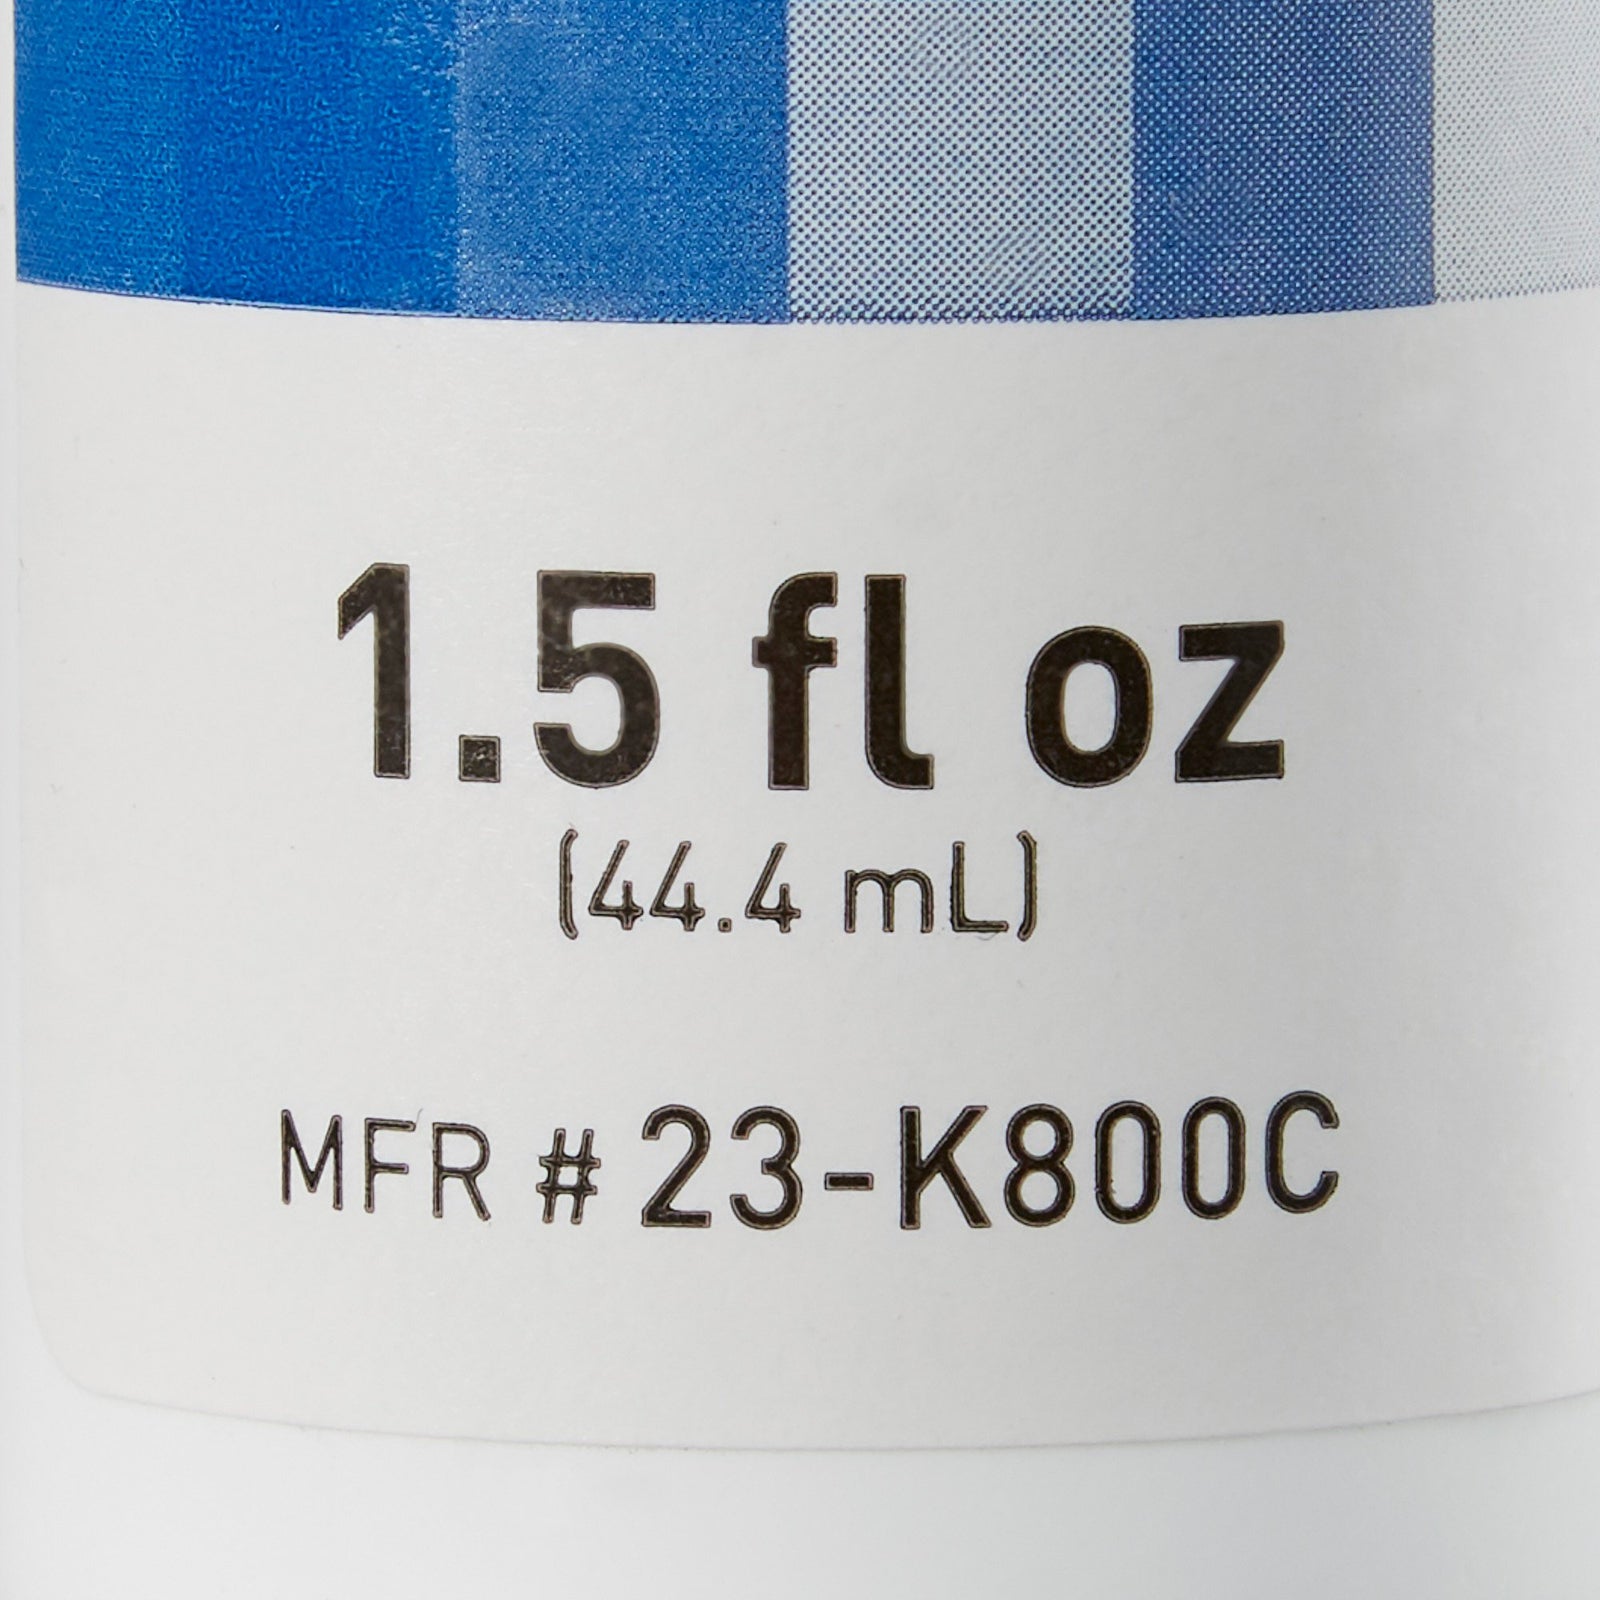 1.5 fl oz
(44.4 mL)
MFR # 23-K800C